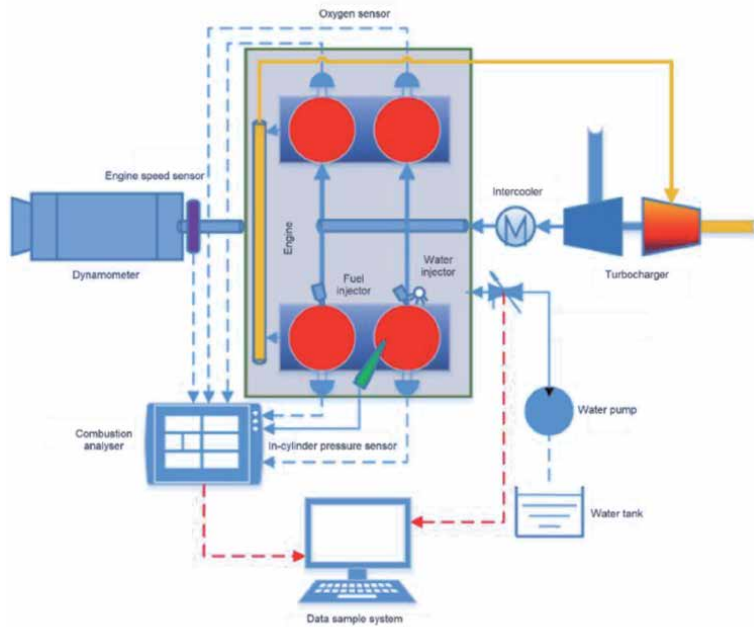 Oxygen sensor
Engine speed sensor
Intercooler
Engine
Water
injector
Fuel
injector
Dynamometer
Turbocharger
Combustion
analyser
In-cylinder pressure sensor
Water pump
Water tank
Data sample system